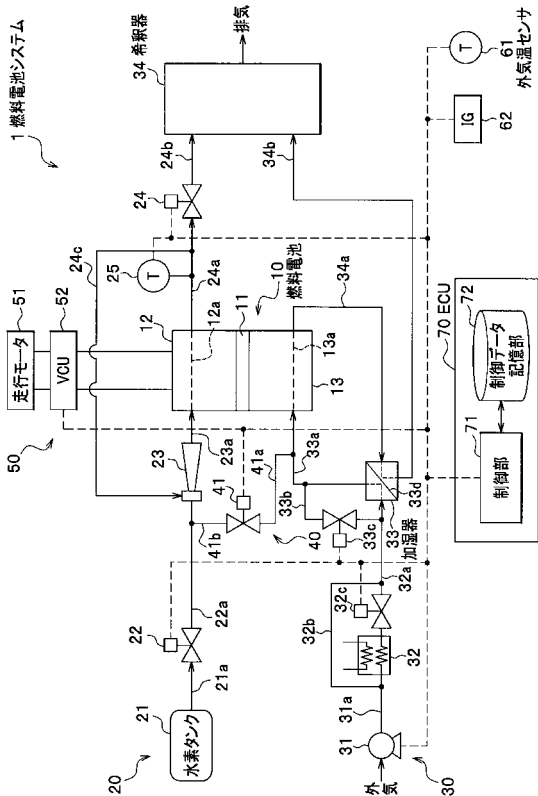 1 燃料電池システム
51
走行モータ
52
VCU
50
24c
25
T
24
24b
34 希釈器
排気
34b
24a
12
12a
11
10
燃料電池
13
13a
34a
23
23a
41
41a
41b
40
33a
33b
33c
33
33d
加湿器
22
22a
21a
21
水素タンク
20
32a
32c
32b
32
31a
31
外気
30
T
61
外気温センサ
IG
62
70 ECU
71
制御部
72
制御データ
記憶部